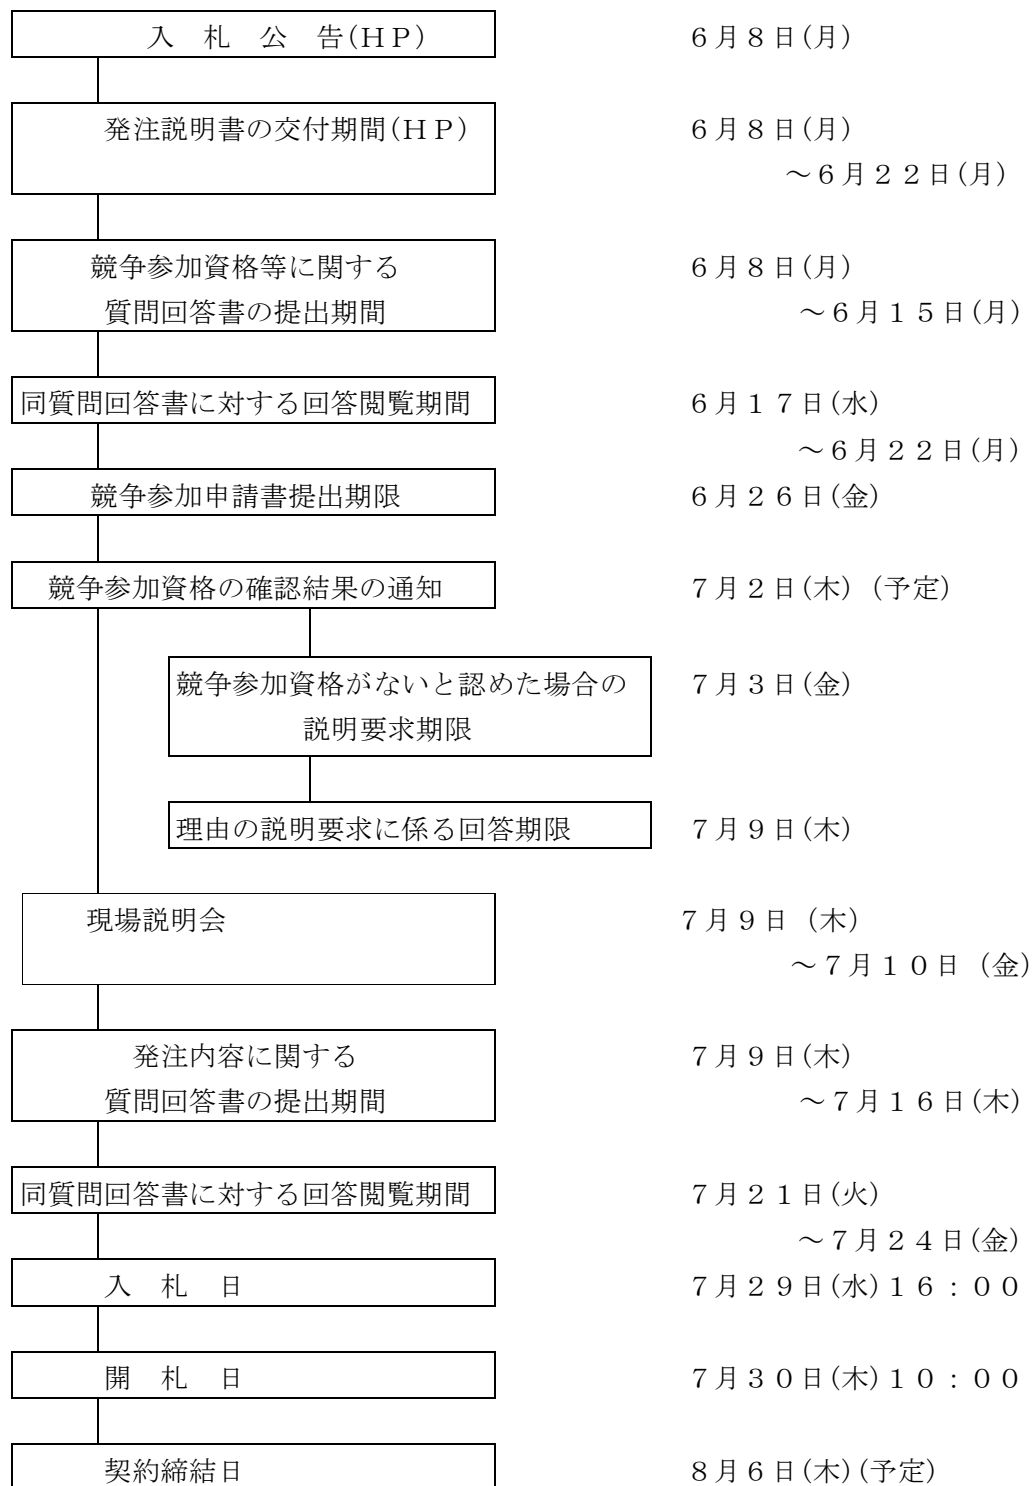 入　札　公　告(ＨＰ)　６月８日(月)
発注説明書の交付期間(ＨＰ)　６月８日(月)
～６月２２日(月)
競争参加資格等に関する　６月８日(月)
質問回答書の提出期間　～６月１５日(月)
同質問回答書に対する回答閲覧期間　６月１７日(水)
～６月２２日(月)
競争参加申請書提出期限　６月２６日(金)
競争参加資格の確認結果の通知　７月２日(木) (予定)
競争参加資格がないと認めた場合の　７月３日(金)
説明要求期限
理由の説明要求に係る回答期限　７月９日(木)
現場説明会　７月９日 (木)
～７月１０日 (金)
発注内容に関する　７月９日(木)
質問回答書の提出期間　～７月１６日(木)
同質問回答書に対する回答閲覧期間　７月２１日(火)
～７月２４日(金)
入　札　日　７月２９日(水)１６：００
開　札　日　７月３０日(木)１０：００
契約締結日　８月６日(木)(予定)